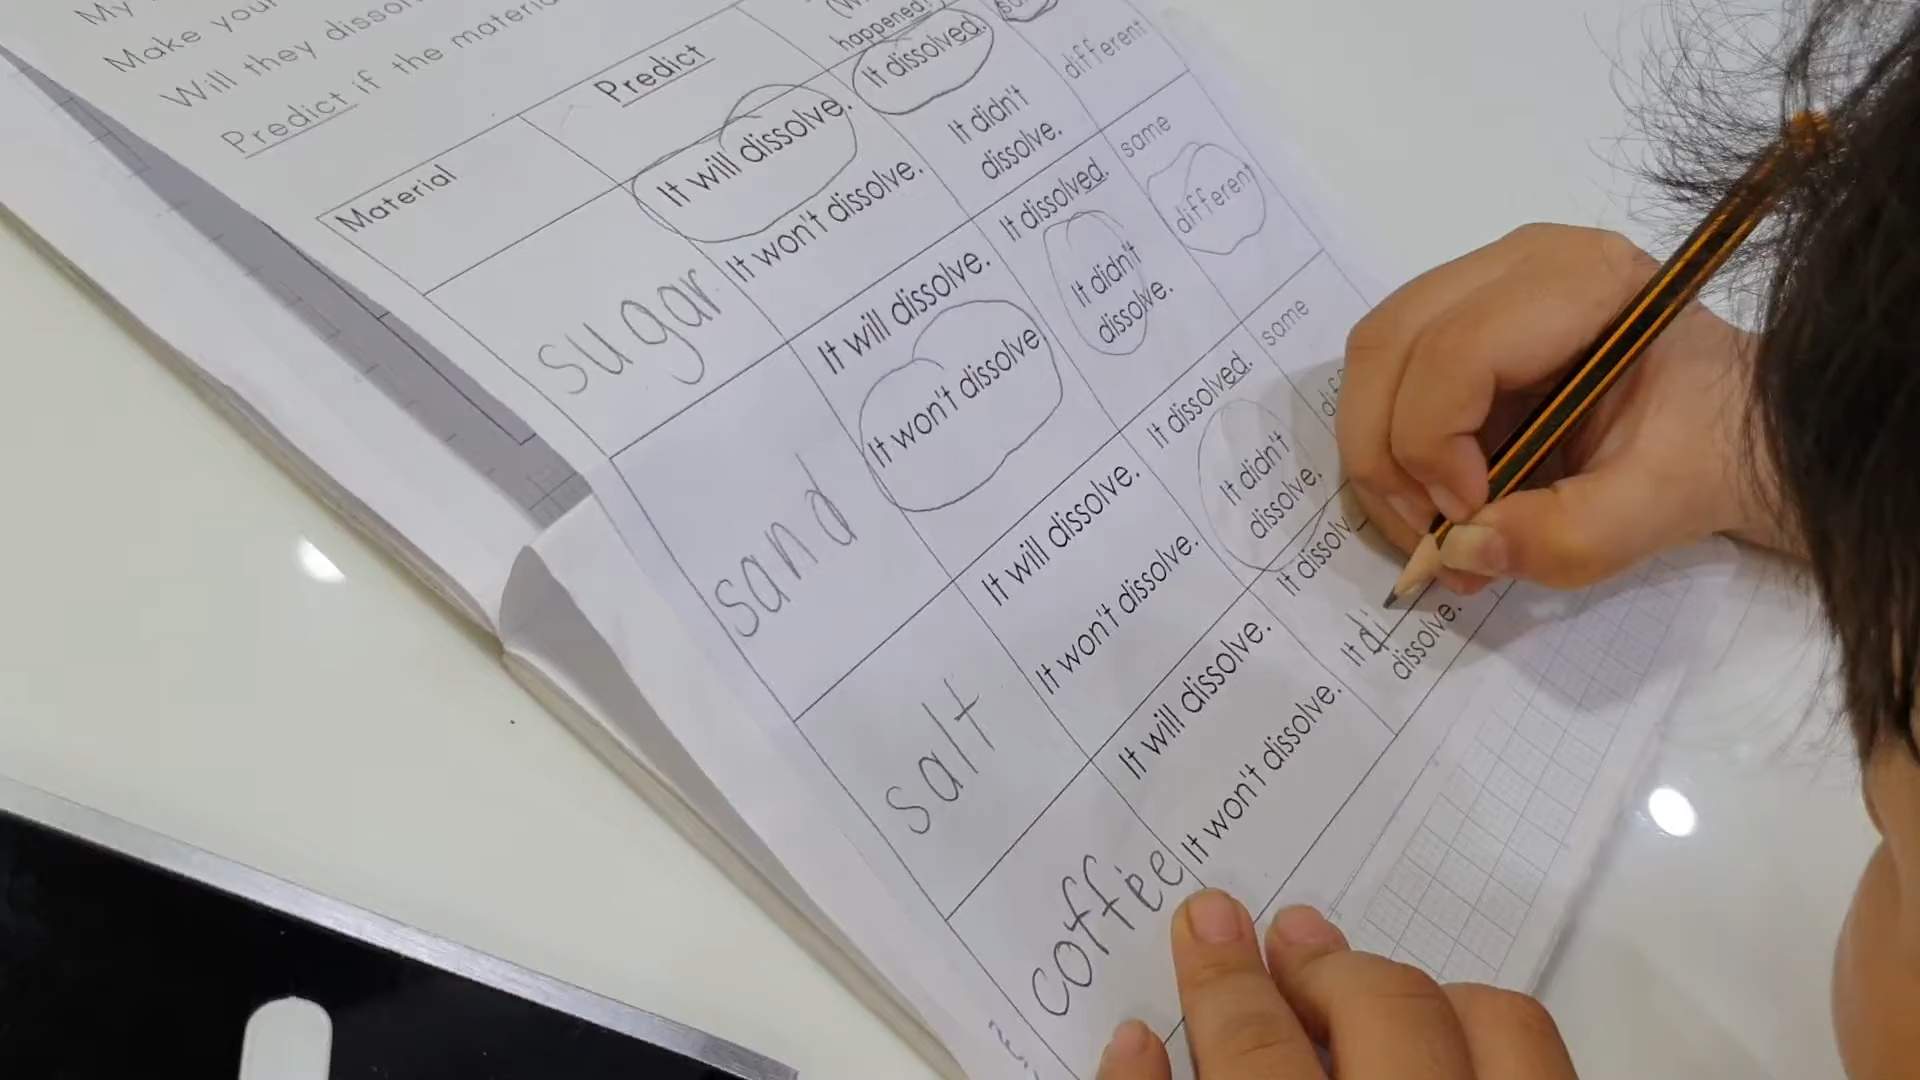 My
Make your
Will they dissol
Predict if the materia
Material
Predict
happened?
sugar
It will dissolve.
It won't dissolve.
It dissolved.
It didn't
dissolve.
different
sand
It will dissolve.
It won't dissolve
It dissolved.
It didn't
dissolve.
same
different
salt
It will dissolve.
It won't dissolve.
It dissolved.
It didn't
dissolve.
same
dif
coffee
It will dissolve.
It won't dissolve.
It dissolv_
It di
dissolve.